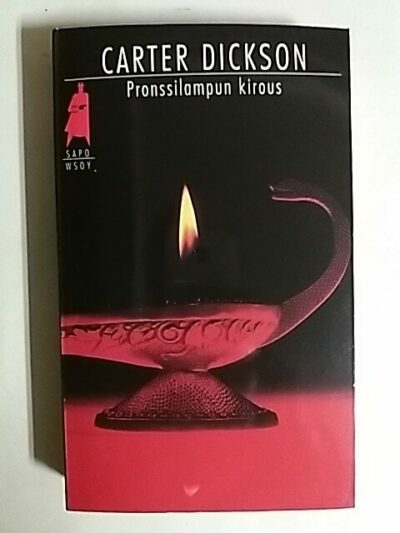 CARTER DICKSON
Pronssilampun kirous
SAPO
WSOY